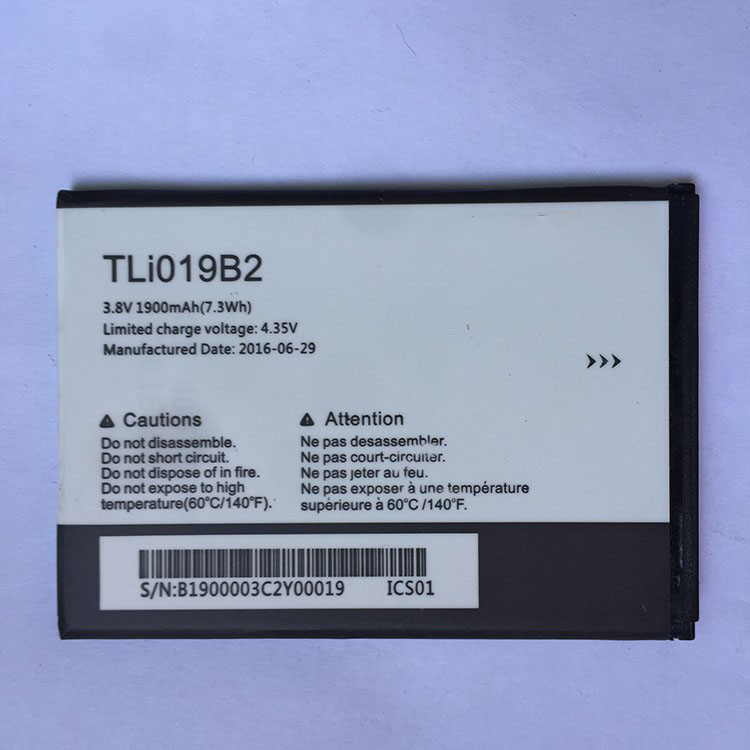 TLi019B2
3.8V 1900mAh(7.3Wh)
Limited charge voltage: 4.35V
Manufactured Date: 2016-06-29
Cautions
Do not disassemble.
Do not short circuit.
Do not dispose of in fire.
Do not expose to high
temperature(60°C/140°F).
Attention
Ne pas desassembler.
Ne pas court-circuiter.
Ne pas jeter au feu.
Ne pas exposer à une température
supérieure à 60°C /140°F.
S/N:B1900003C2Y00019 ICS01